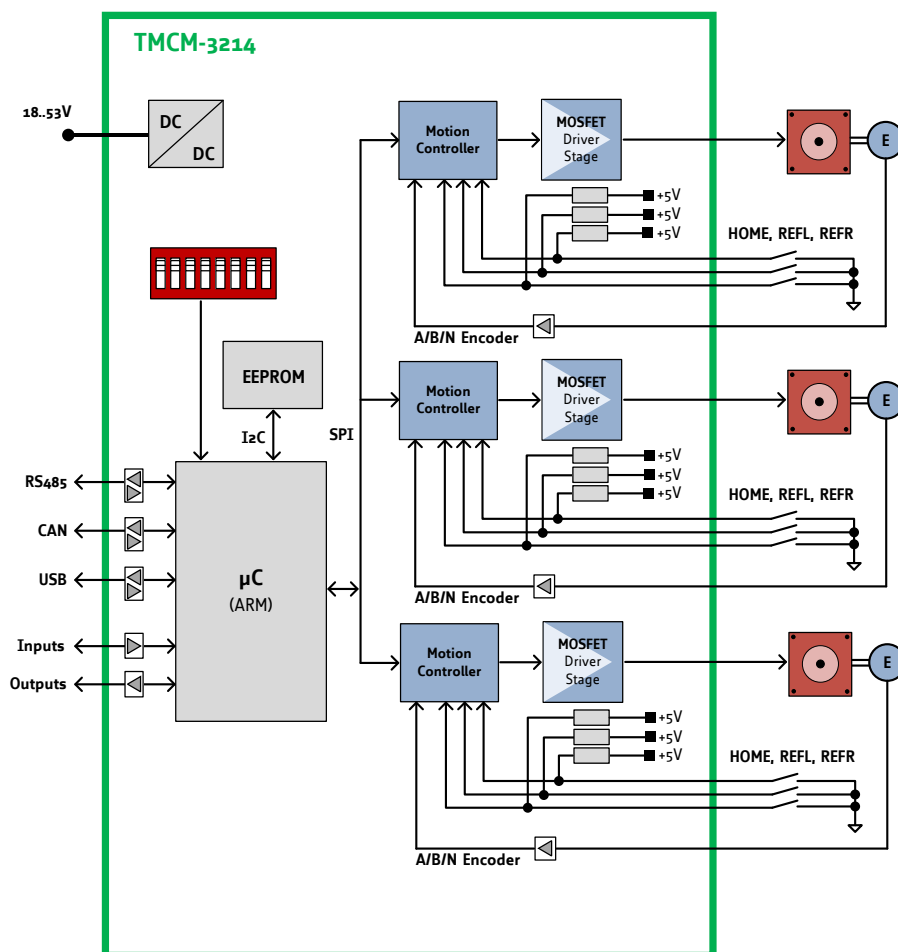 TMCM-3214
18..53V
DC
DC
Motion
Controller
MOSFET
Driver
Stage
E
+5V
+5V
+5V
HOME, REFL, REFR
A/B/N Encoder
EEPROM
I2C
SPI
Motion
Controller
MOSFET
Driver
Stage
E
+5V
+5V
+5V
HOME, REFL, REFR
A/B/N Encoder
RS485
CAN
USB
Inputs
Outputs
µC
(ARM)
Motion
Controller
MOSFET
Driver
Stage
E
+5V
+5V
+5V
HOME, REFL, REFR
A/B/N Encoder